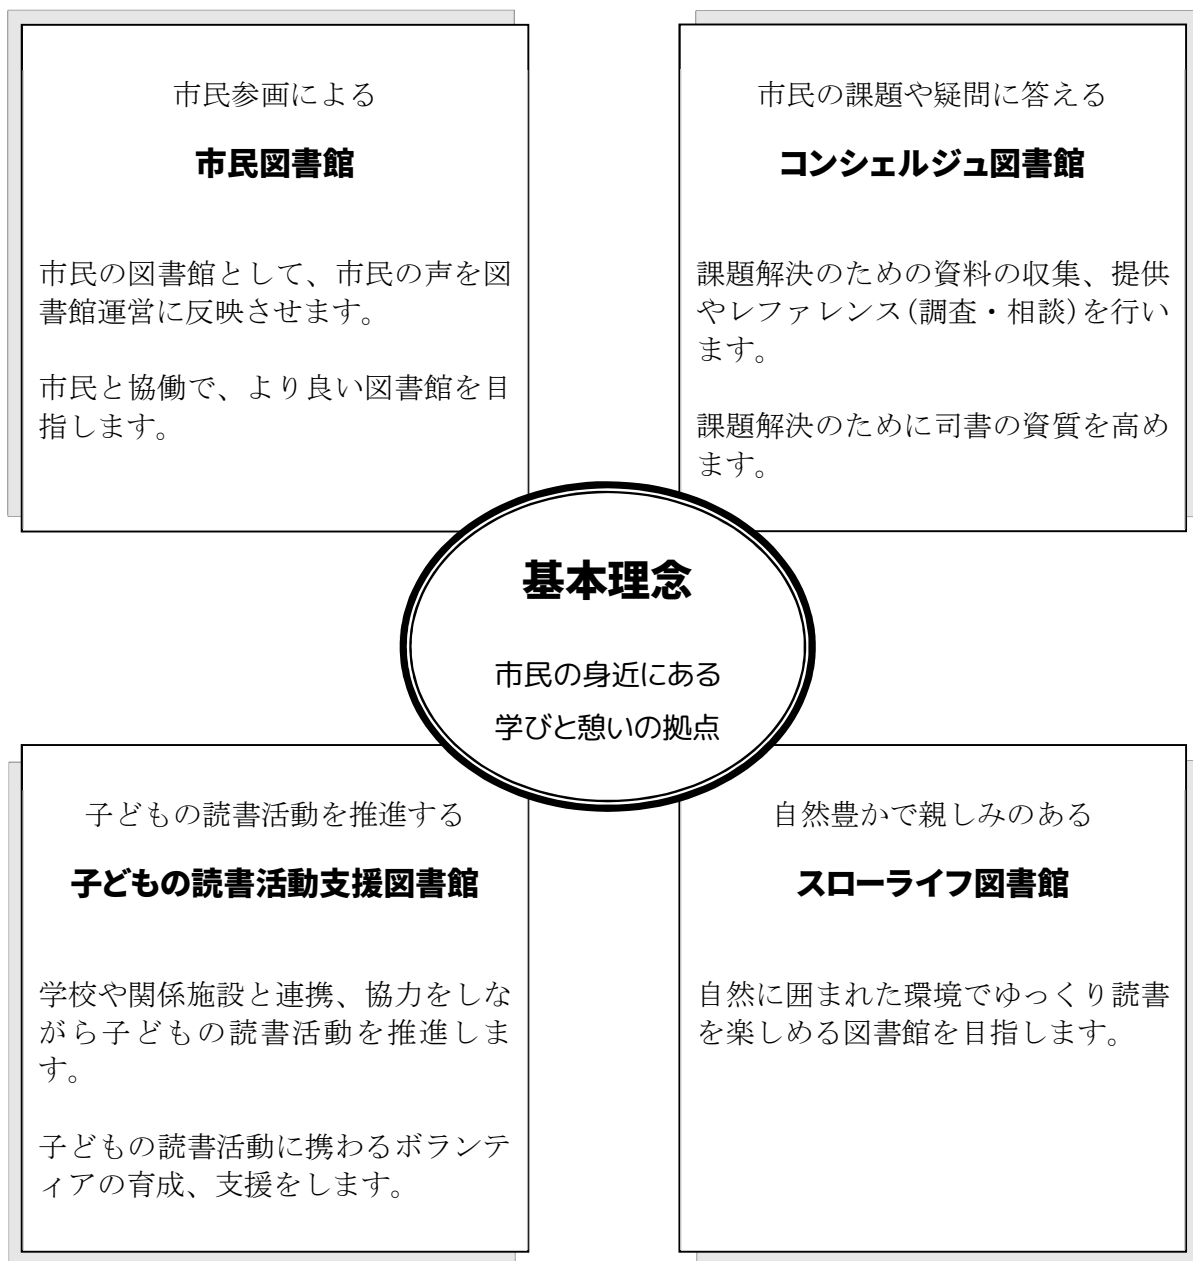 市民参画による
市民図書館
市民の図書館として、市民の声を図
書館運営に反映させます。
市民と協働で、より良い図書館を目
指します。
市民の課題や疑問に答える
コンシェルジュ図書館
課題解決のための資料の収集、提供
やレファレンス(調査・相談)を行い
ます。
課題解決のために司書の資質を高め
ます。
基本理念
市民の身近にある
学びと憩いの拠点
子どもの読書活動を推進する
子どもの読書活動支援図書館
学校や関係施設と連携、協力をしな
がら子どもの読書活動を推進しま
す。
子どもの読書活動に携わるボランテ
ィアの育成、支援をします。
自然豊かで親しみのある
スローライフ図書館
自然に囲まれた環境でゆっくり読書
を楽しめる図書館を目指します。